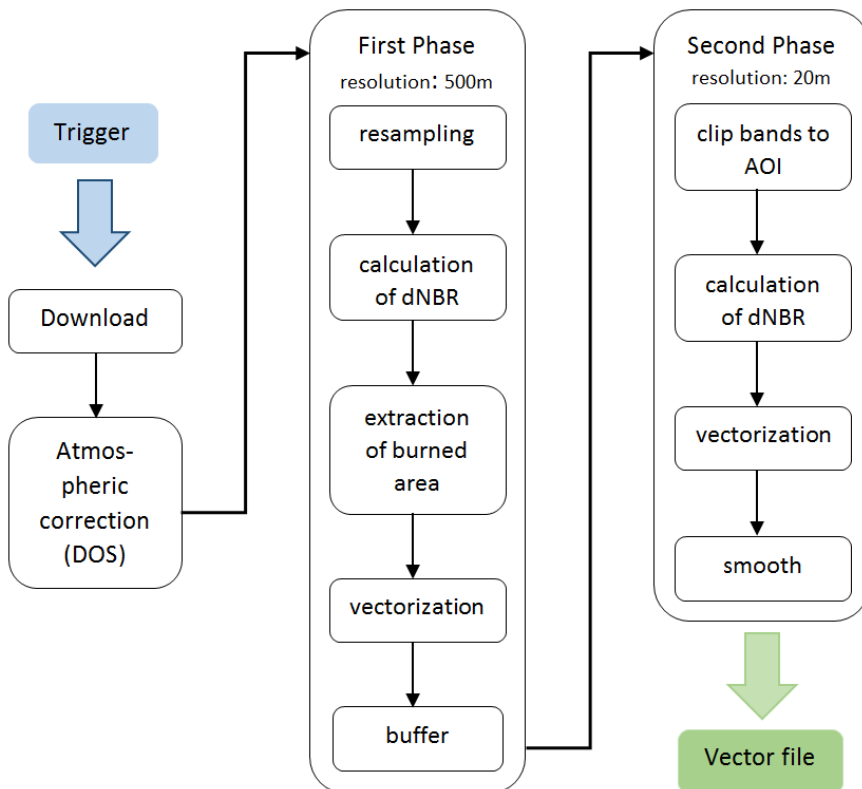 Trigger
Download
Atmos-
pheric
correction
(DOS)
First Phase
resolution: 500m
resampling
calculation
of dNBR
extraction
of burned
area
vectorization
buffer
Second Phase
resolution: 20m
clip bands to
AOI
calculation
of dNBR
vectorization
smooth
Vector file